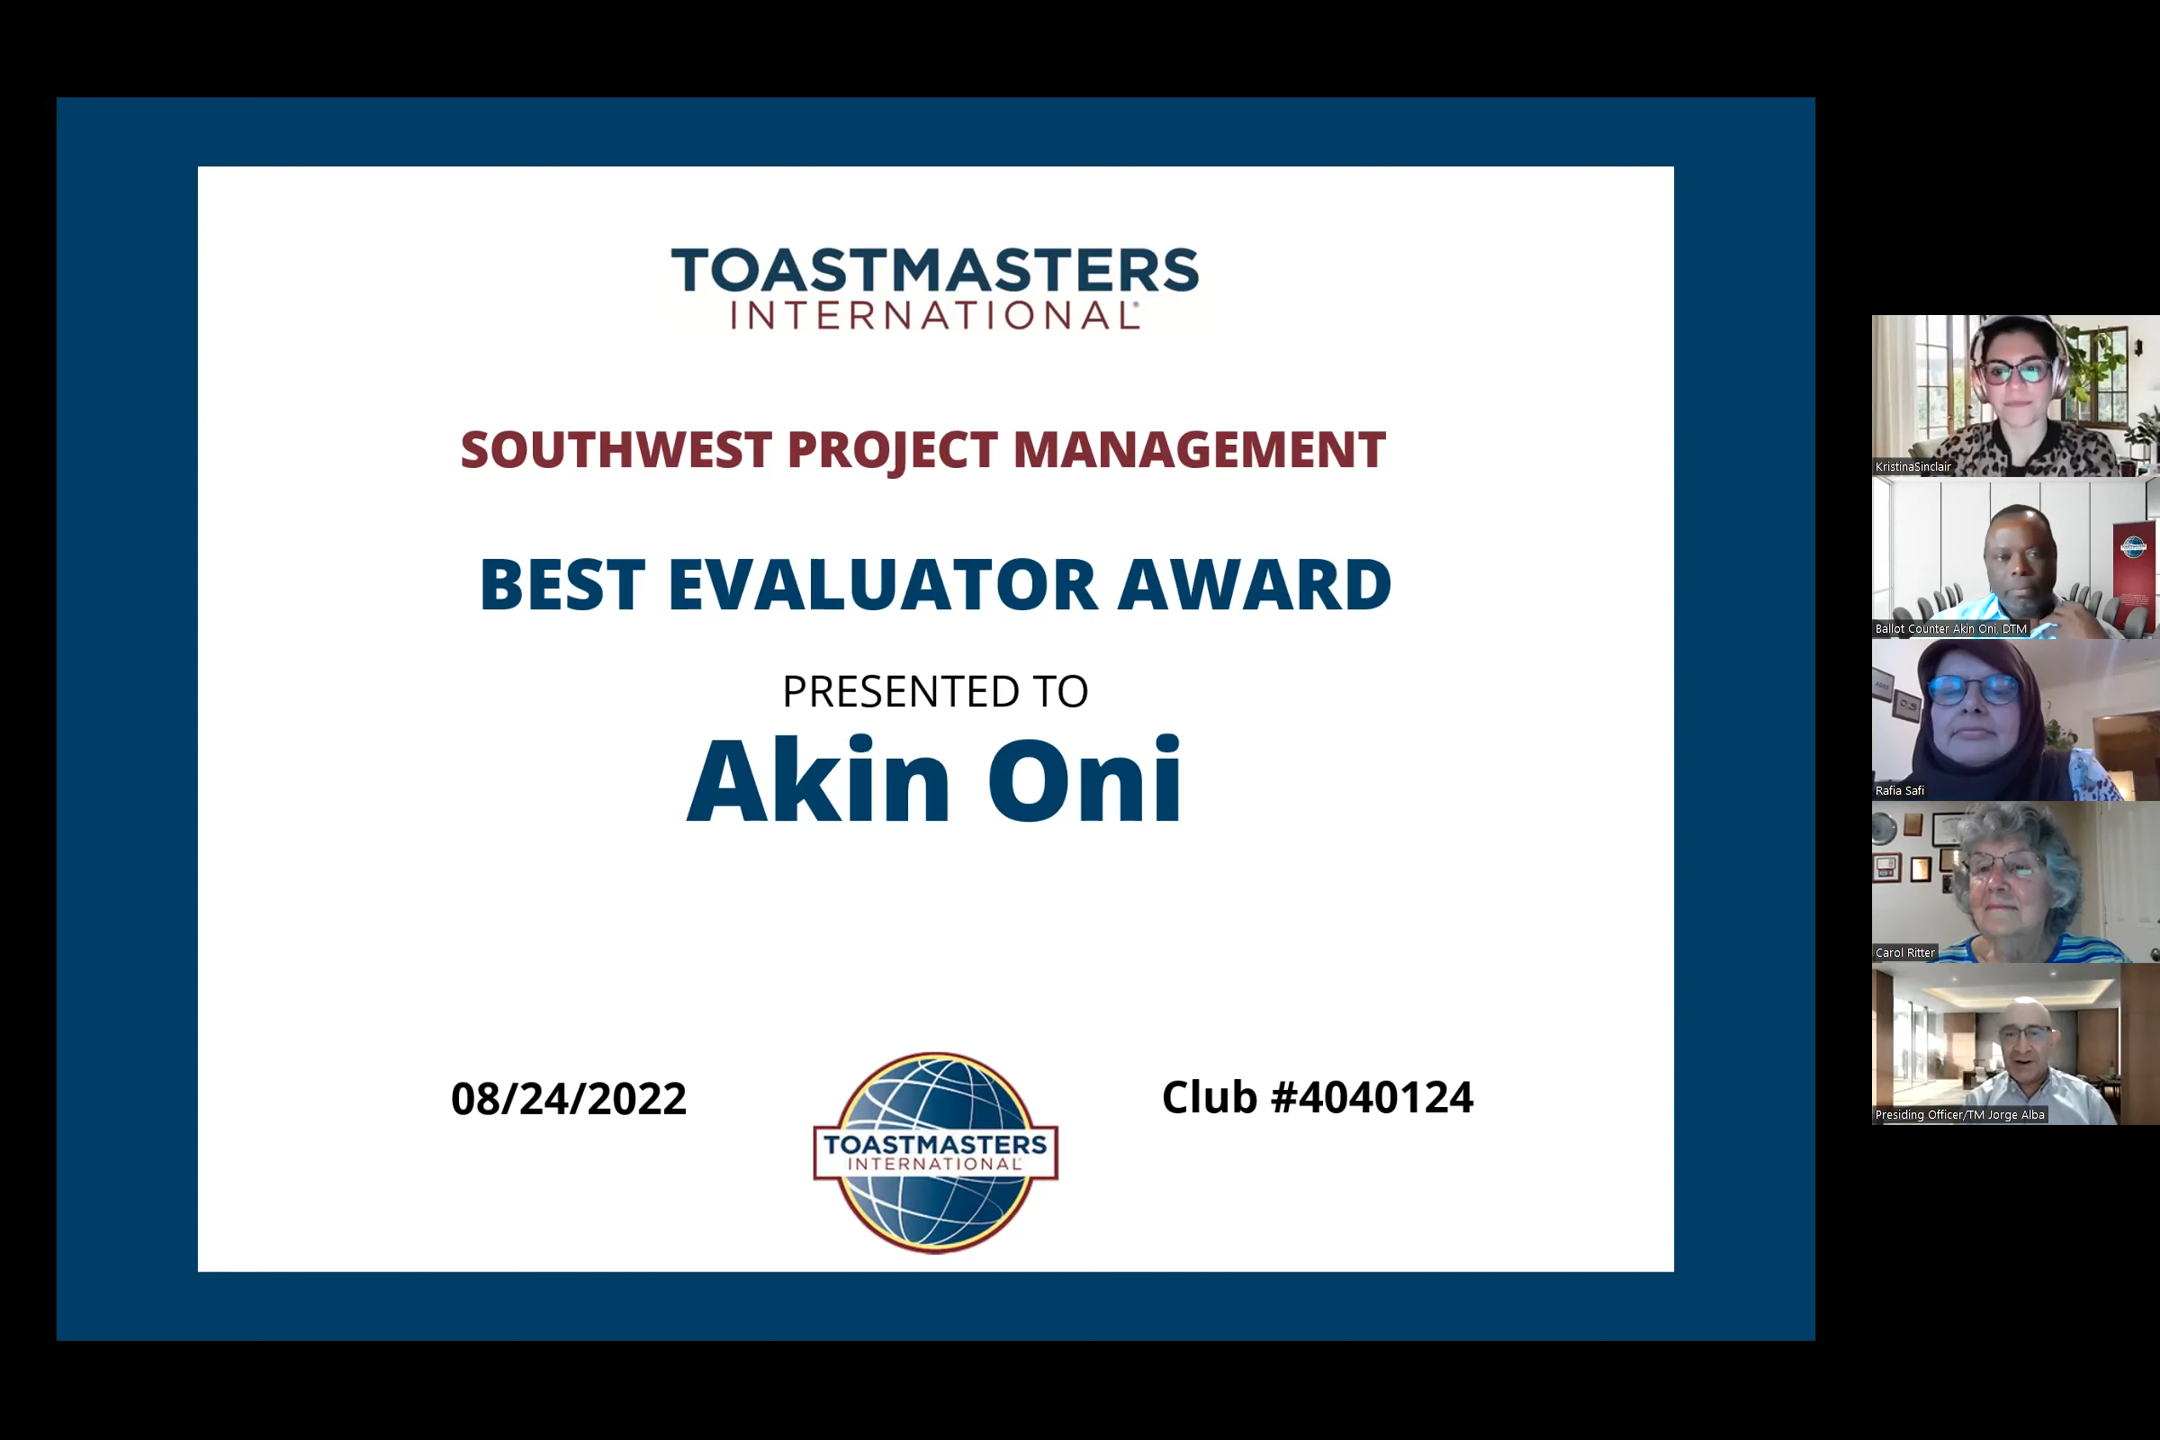 TOASTMASTERS
INTERNATIONAL
SOUTHWEST PROJECT MANAGEMENT
BEST EVALUATOR AWARD
PRESENTED TO
Akin Oni
08/24/2022
Club #4040124
TOASTMASTERS
INTERNATIONAL
KristinaSinclair
Ballot Counter Akin Oni, DTM
Rafia Safi
Carol Ritter
Presiding Officer/TM Jorge Alba